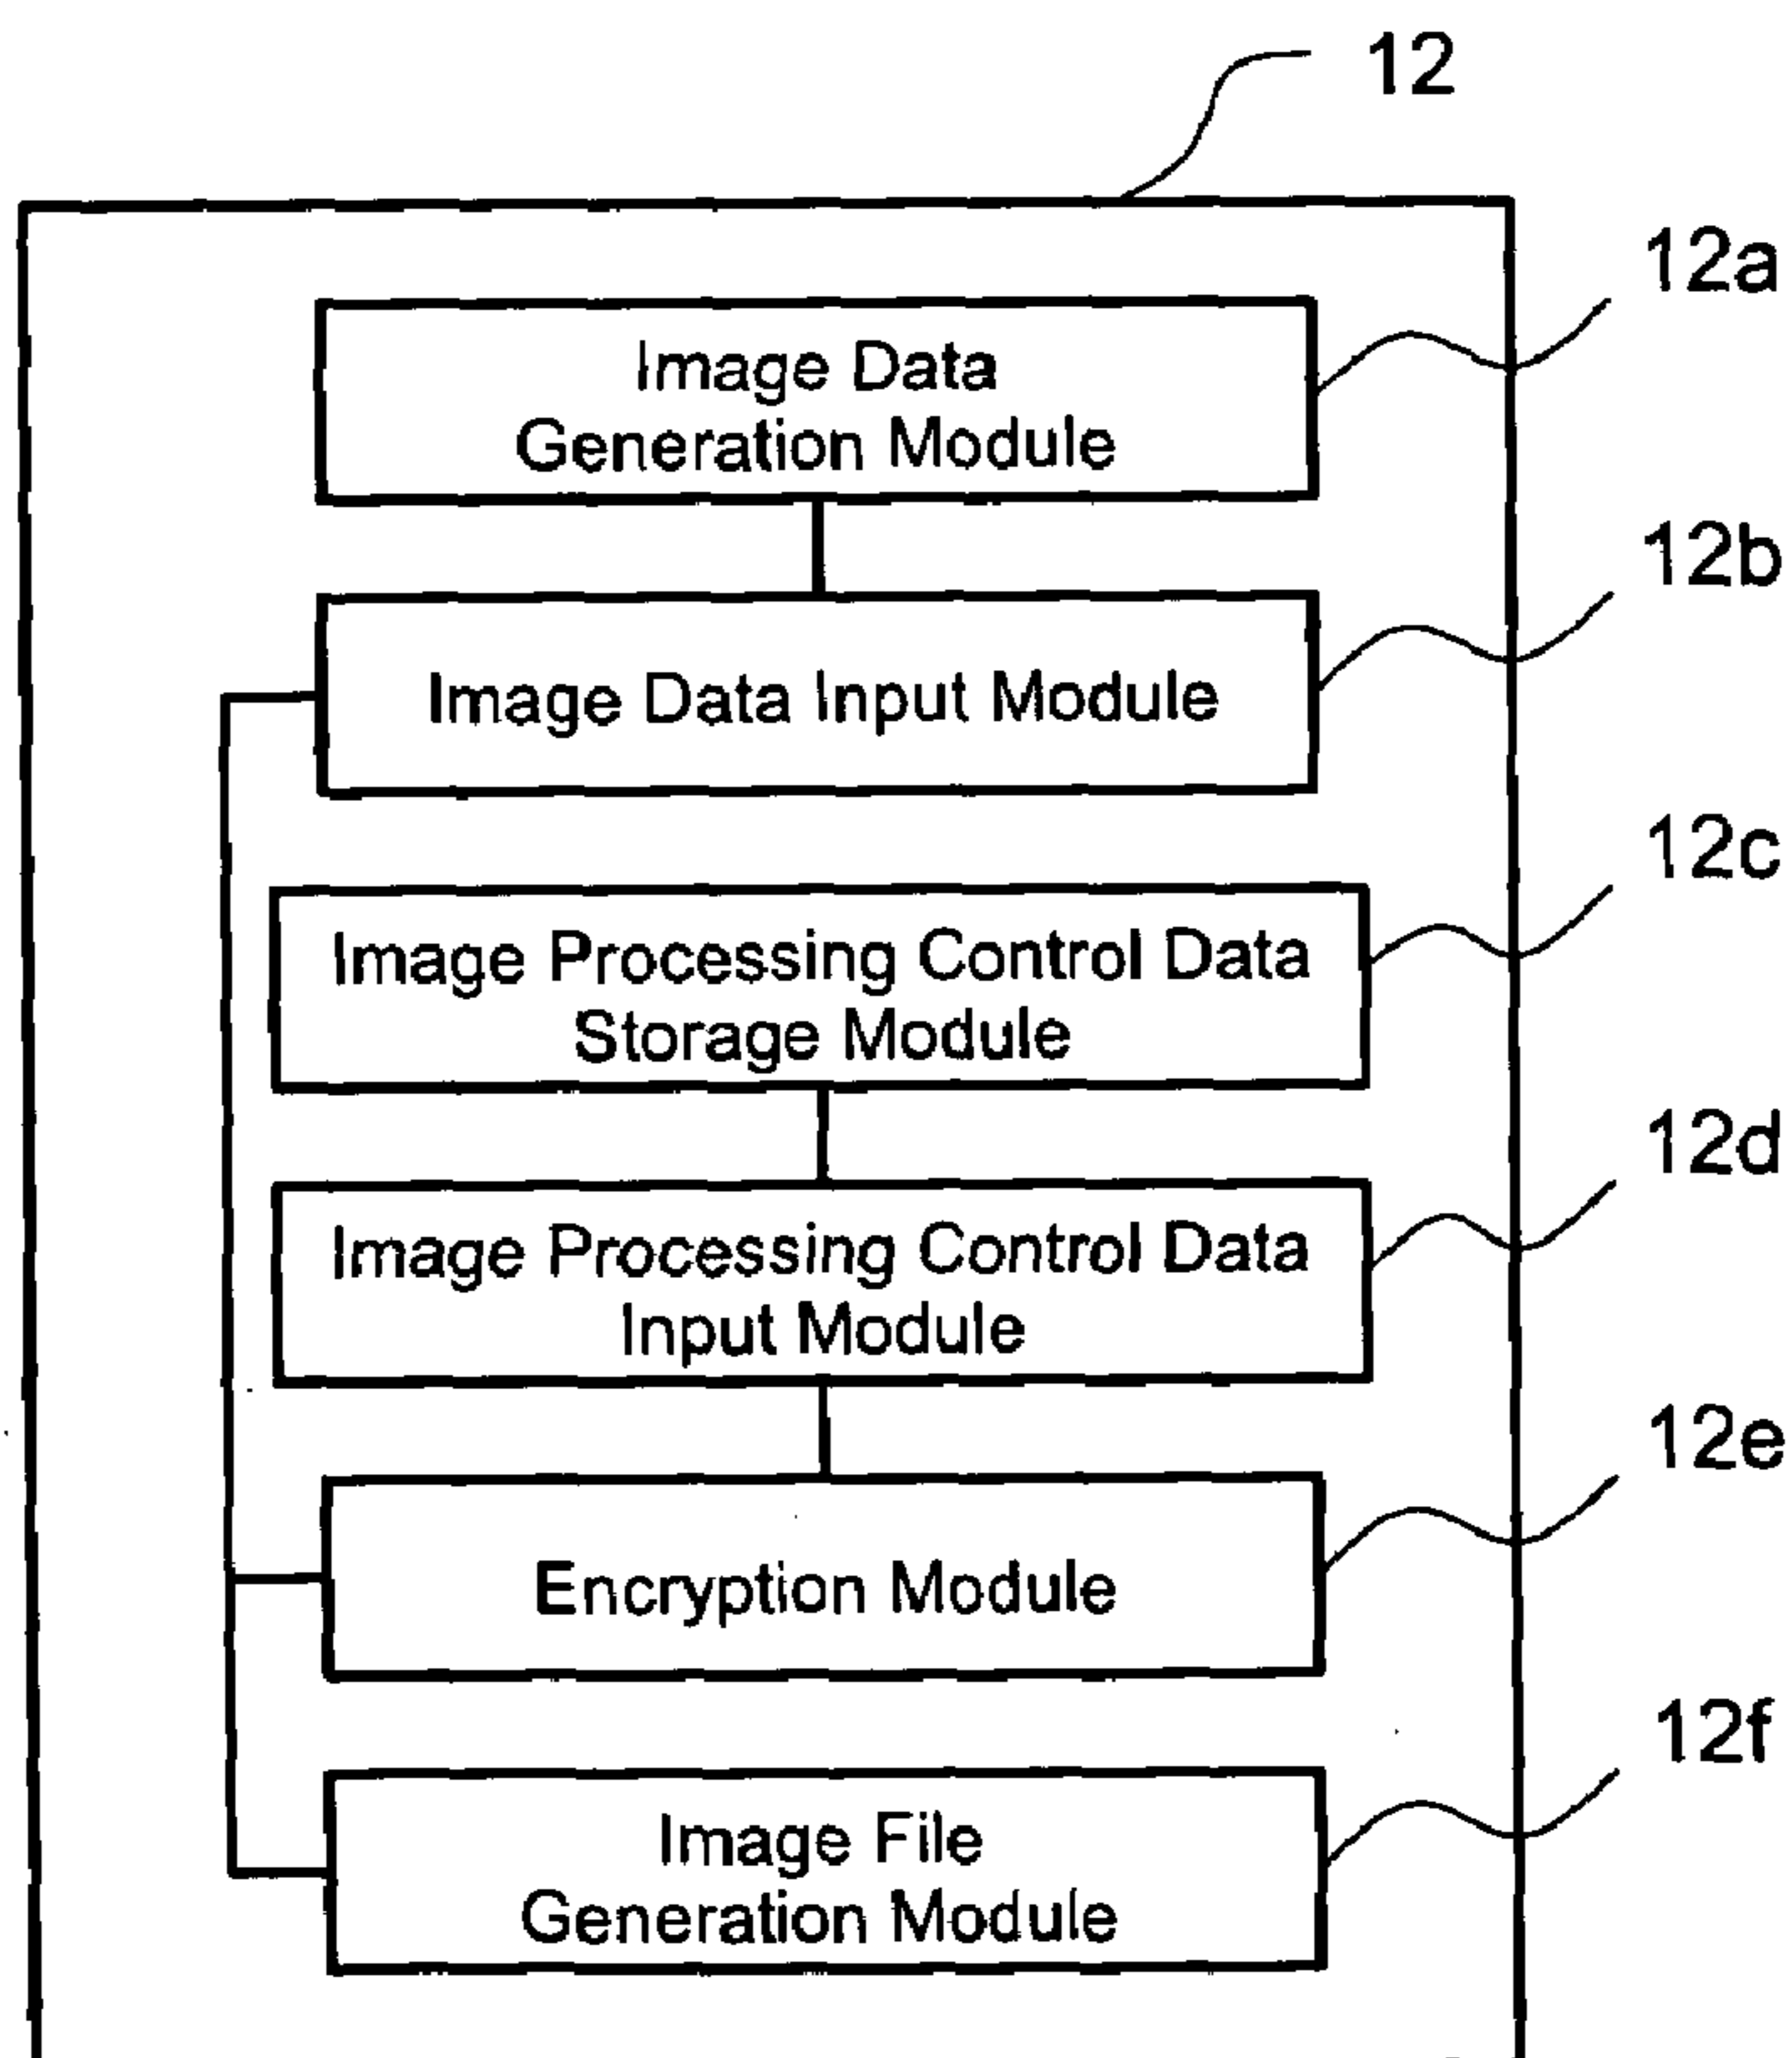 12
12a
Image Data
Generation Module
12b
Image Data Input Module
12c
Image Processing Control Data
Storage Module
12d
Image Processing Control Data
Input Module
12e
Encryption Module
12f
Image File
Generation Module